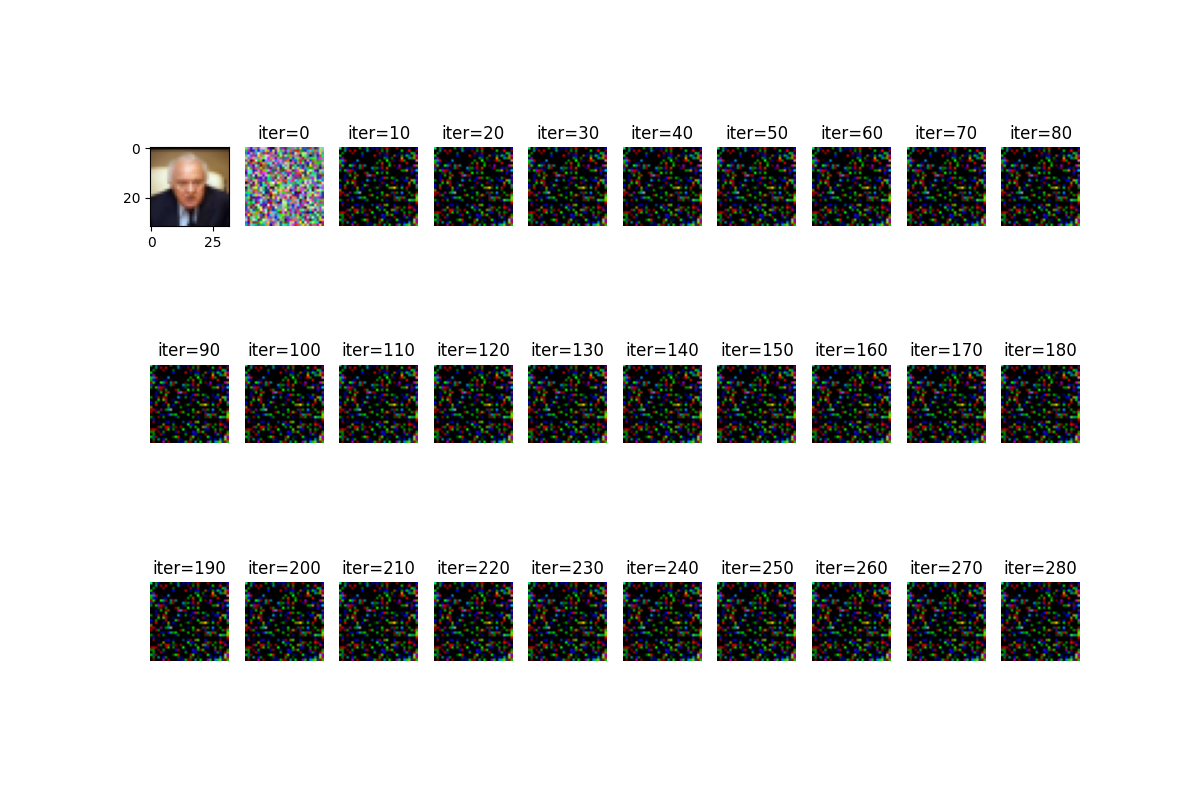 iter=0 iter=10 iter=20 iter=30 iter=40 iter=50 iter=60 iter=70 iter=80
0
20
0 25
iter=90 iter=100 iter=110 iter=120 iter=130 iter=140 iter=150 iter=160 iter=170 iter=180
iter=190 iter=200 iter=210 iter=220 iter=230 iter=240 iter=250 iter=260 iter=270 iter=280